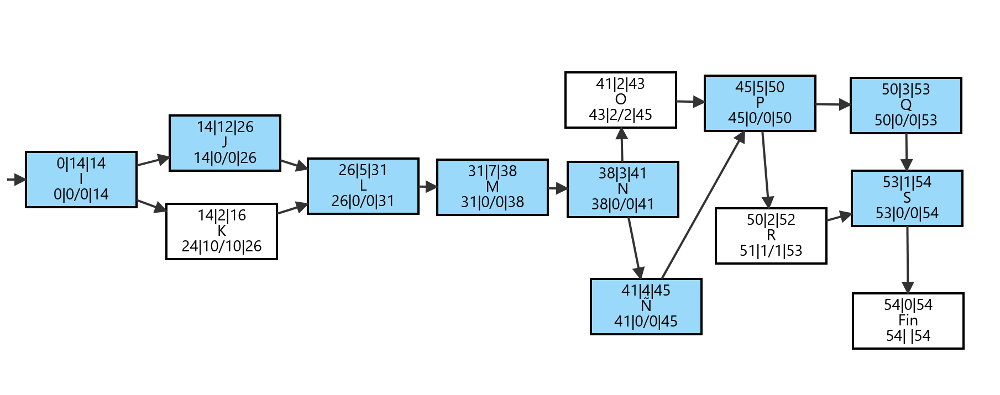 0|14|14
I
0|0/0|14
14|12|26
J
14|0/0|26
14|2|16
K
24|10/10|26
26|5|31
L
26|0/0|31
31|7|38
M
31|0/0|38
38|3|41
N
38|0/0|41
41|2|43
O
43|2/2|45
41|4|45
Ñ
41|0/0|45
45|5|50
P
45|0/0|50
50|3|53
Q
50|0/0|53
50|2|52
R
51|1/1|53
53|1|54
S
53|0/0|54
54|0|54
Fin
54| |54